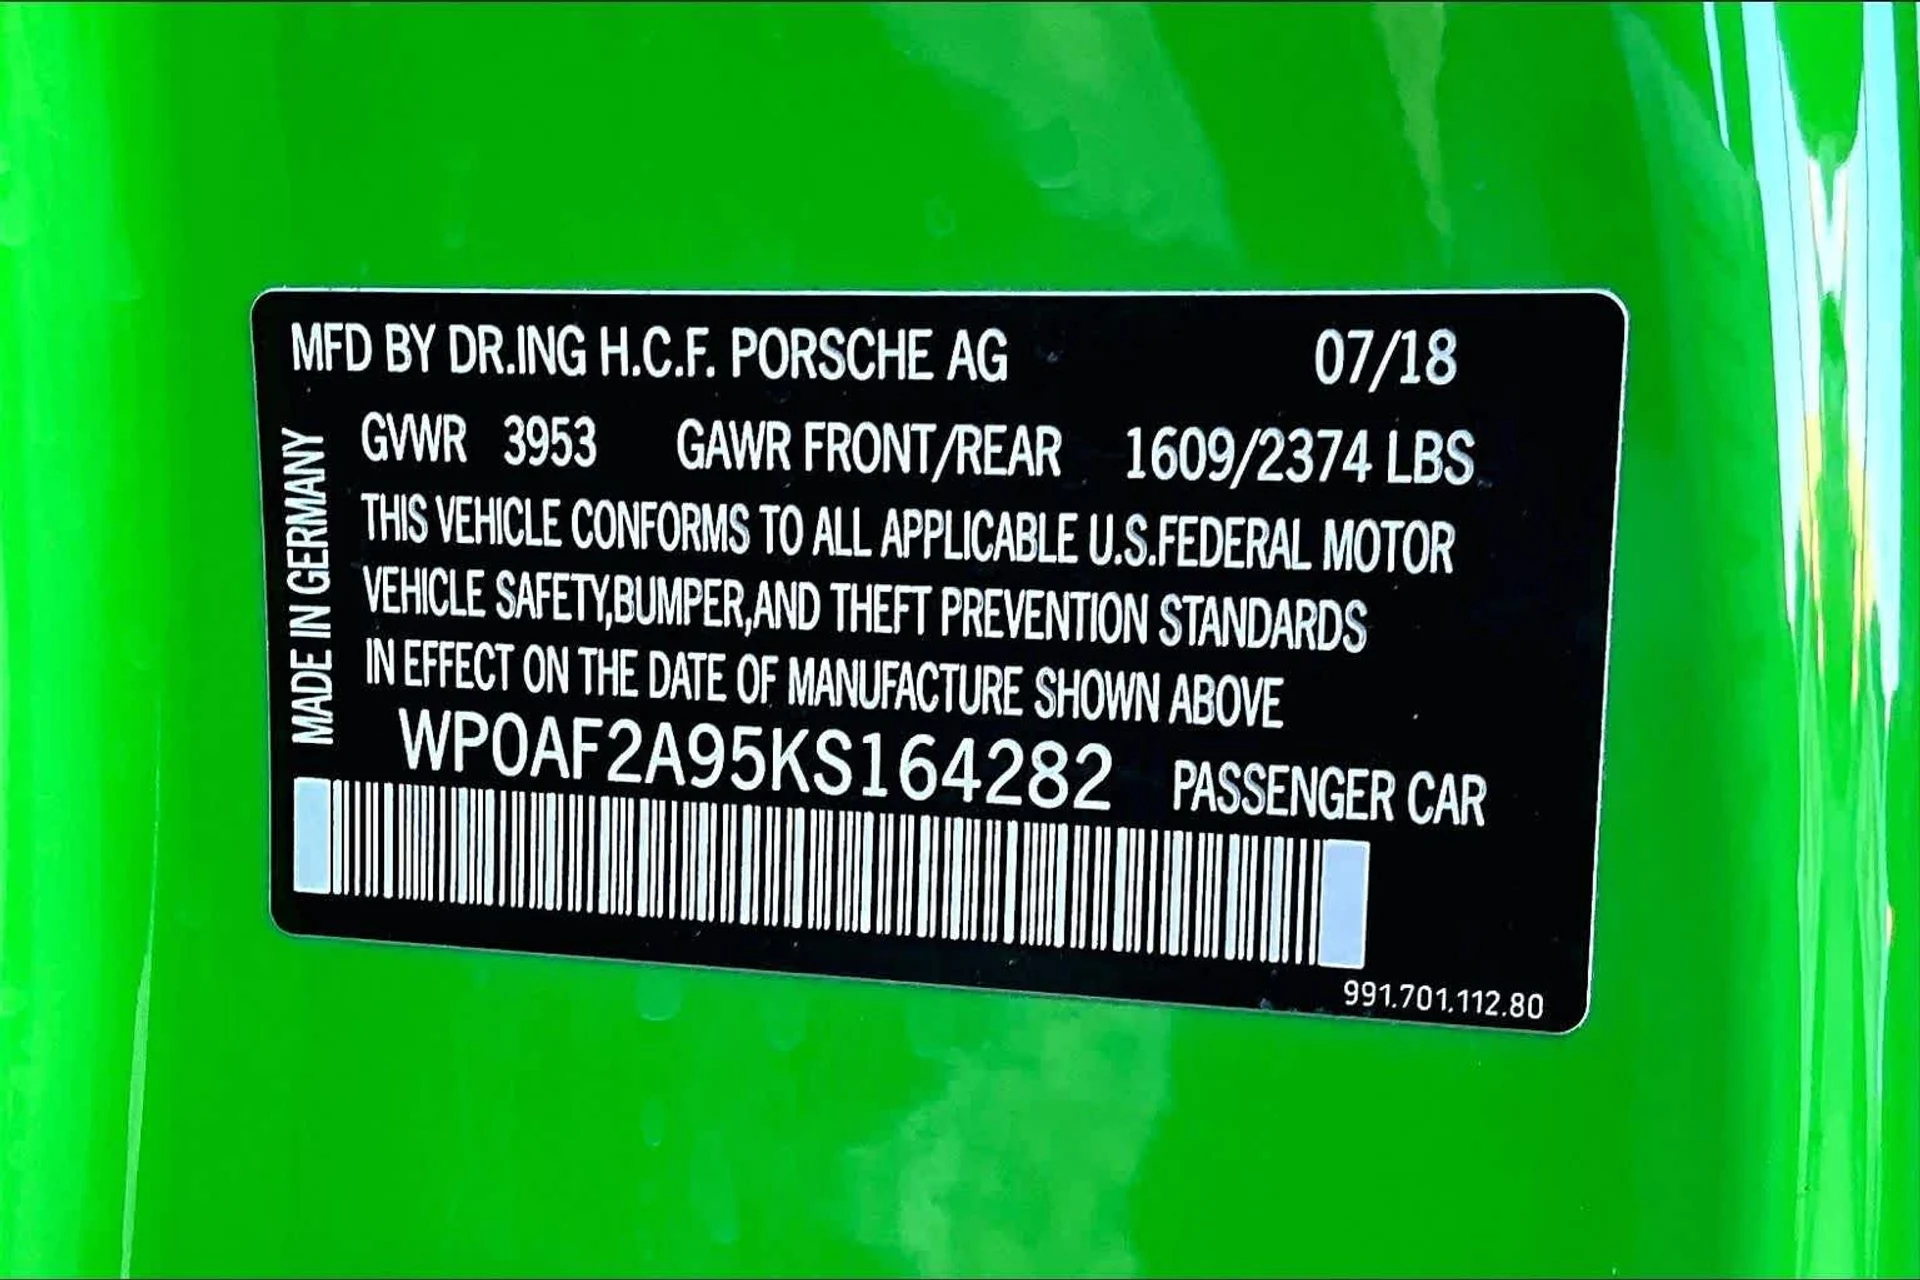 MFD BY DR.ING H.C.F. PORSCHE AG 07/18
GVWR 3953 GAWR FRONT/REAR 1609/2374 LBS
THIS VEHICLE CONFORMS TO ALL APPLICABLE U.S.FEDERAL MOTOR
VEHICLE SAFETY,BUMPER,AND THEFT PREVENTION STANDARDS
IN EFFECT ON THE DATE OF MANUFACTURE SHOWN ABOVE
WP0AF2A95KS164282 PASSENGER CAR
MADE IN GERMANY
991.701.112.80